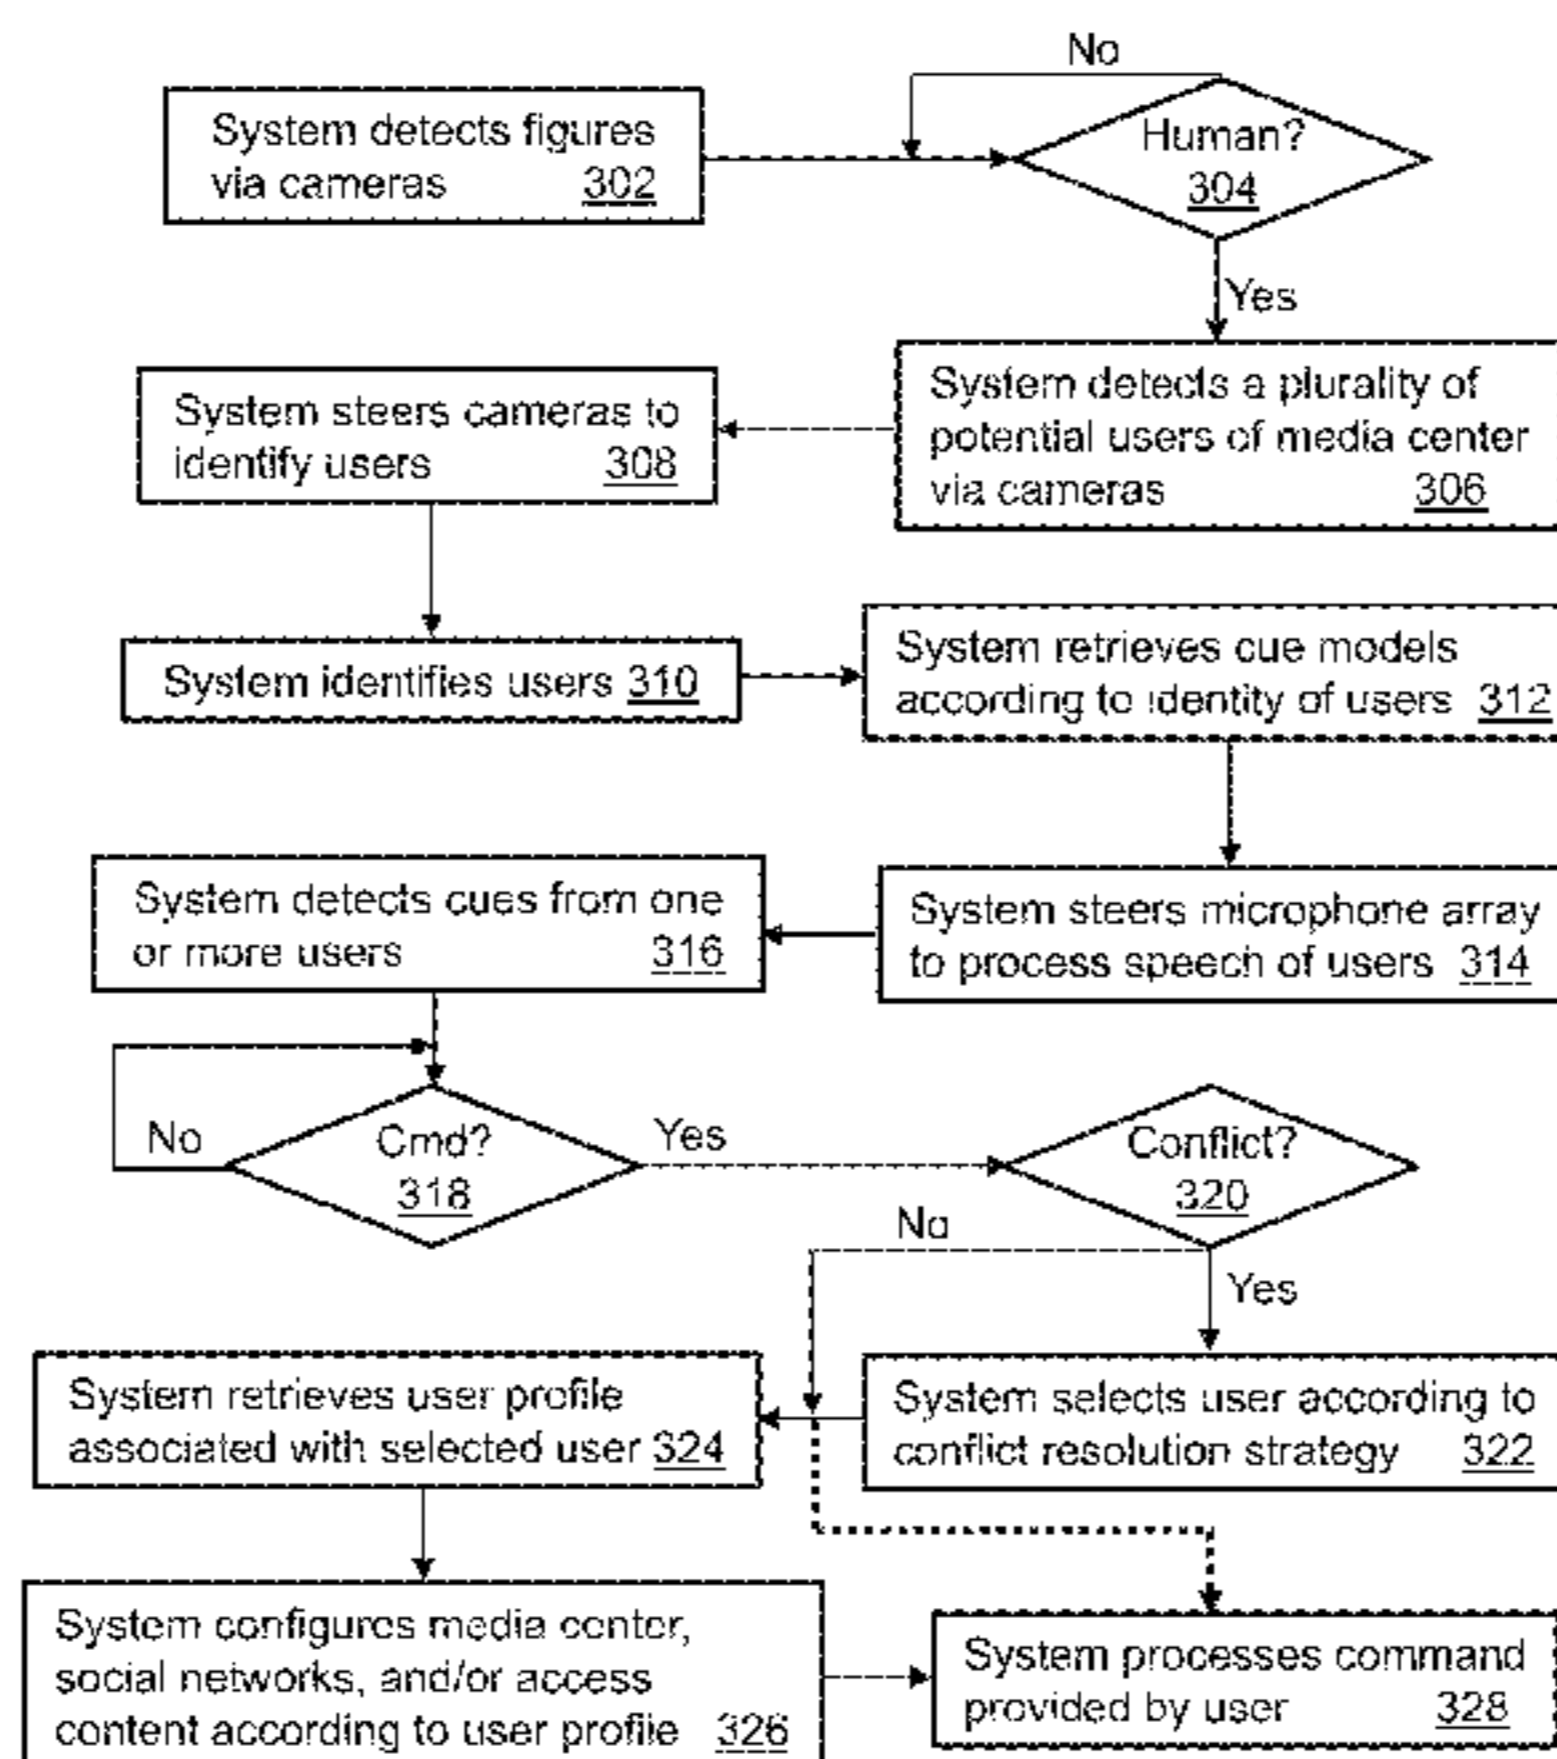 No
System detects figures
via cameras 302
Human?
304
Yes
System detects a plurality of
potential users of media center
via cameras 306
System steers cameras to
identify users 308
System identifies users 310
System retrieves cue models
according to identity of users 312
System steers microphone array
to process speech of users 314
System detects cues from one
or more users 316
No
Cmd?
318
Yes
Conflict?
320
No
Yes
System selects user according to
conflict resolution strategy 322
System retrieves user profile
associated with selected user 324
System configures media center,
social networks, and/or access
content according to user profile 326
System processes command
provided by user 328